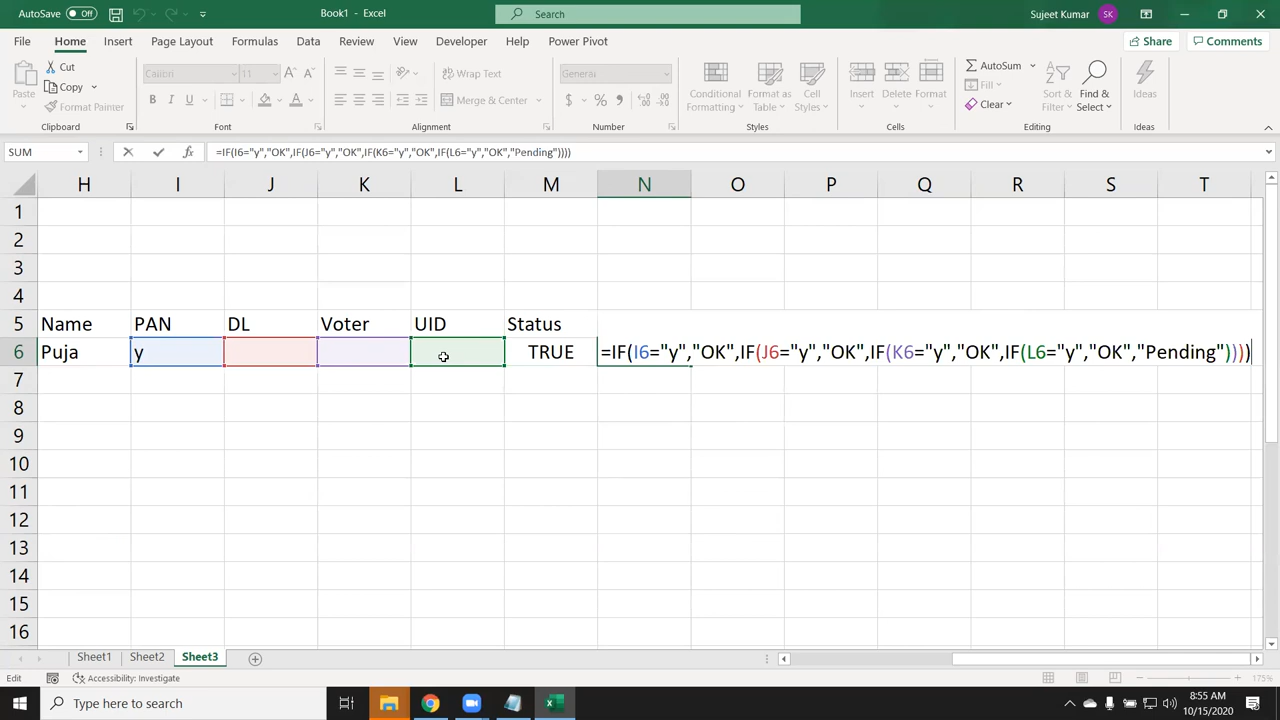 AutoSave Off Book1 - Excel Search Sujeet Kumar SK
File Home Insert Page Layout Formulas Data Review View Developer Help Power Pivot Share Comments
Paste Cut Copy Format Painter Clipboard
Calibri 11 B I U A Font
Wrap Text Merge & Center Alignment
General $ % , Number
Conditional Formatting Format as Table Cell Styles Styles
Insert Delete Format Cells
AutoSum Fill Clear Sort & Filter Find & Select Editing
Ideas Ideas
SUM fx =IF(I6="y","OK",IF(J6="y","OK",IF(K6="y","OK",IF(L6="y","OK","Pending"))))
H I J K L M N O P Q R S T
1
2
3
4
5 Name PAN DL Voter UID Status
6 Puja y TRUE =IF(I6="y","OK",IF(J6="y","OK",IF(K6="y","OK",IF(L6="y","OK","Pending"))))
7
8
9
10
11
12
13
14
15
16
Sheet1 Sheet2 Sheet3
Edit Accessibility: Investigate 175%
Type here to search 8:55 AM
10/15/2020